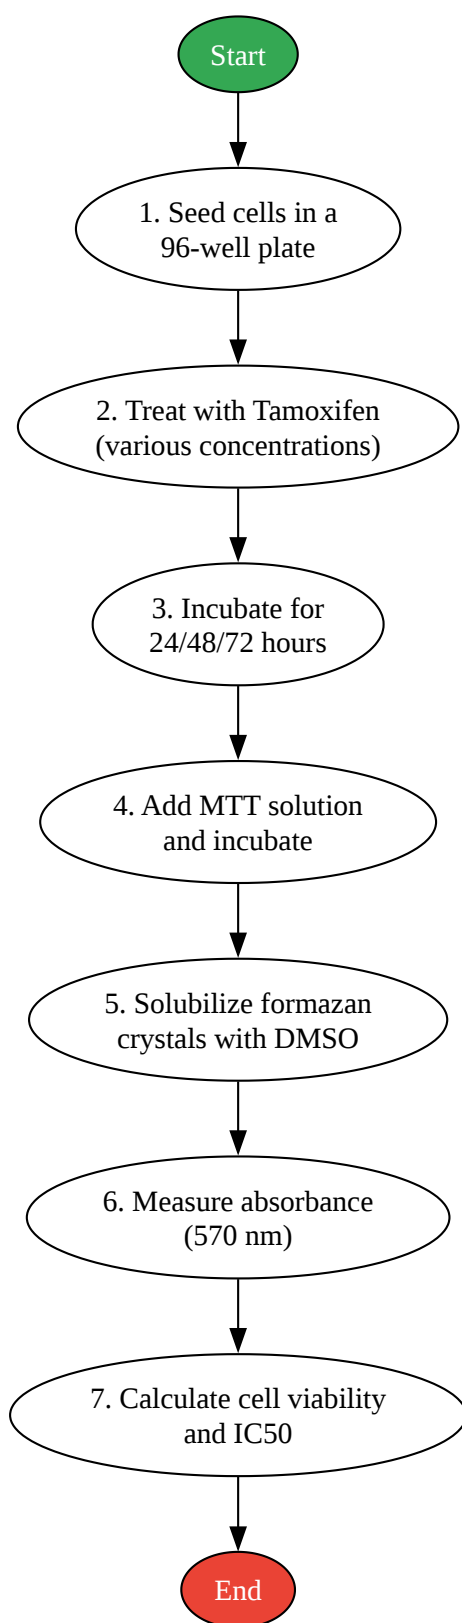 Start
1. Seed cells in a
96-well plate
2. Treat with Tamoxifen
(various concentrations)
3. Incubate for
24/48/72 hours
4. Add MTT solution
and incubate
5. Solubilize formazan
crystals with DMSO
6. Measure absorbance
(570 nm)
7. Calculate cell viability
and IC50
End